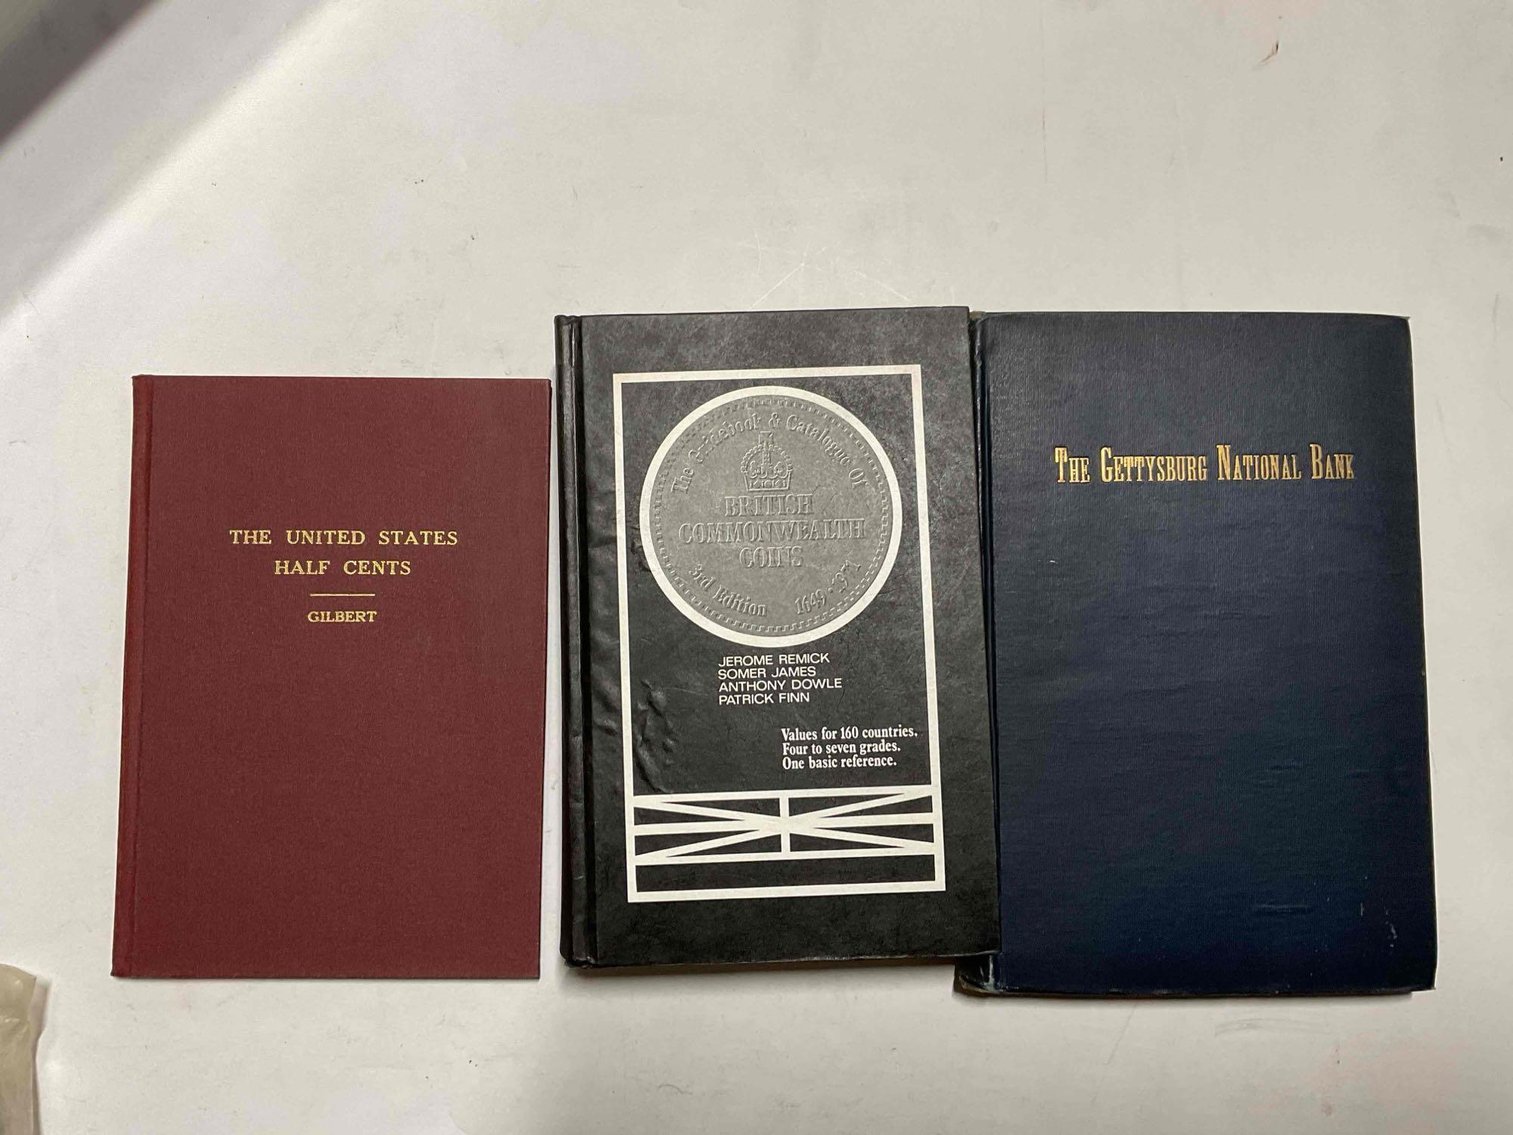 THE UNITED STATES
HALF CENTS
GILBERT
The Guidebook & Catalogue Of
BRITISH
COMMONWEALTH
COINS
3rd Edition 1649 · 1971
JEROME REMICK
SOMER JAMES
ANTHONY DOWLE
PATRICK FINN
Values for 160 countries.
Four to seven grades.
One basic reference.
THE GETTYSBURG NATIONAL BANK